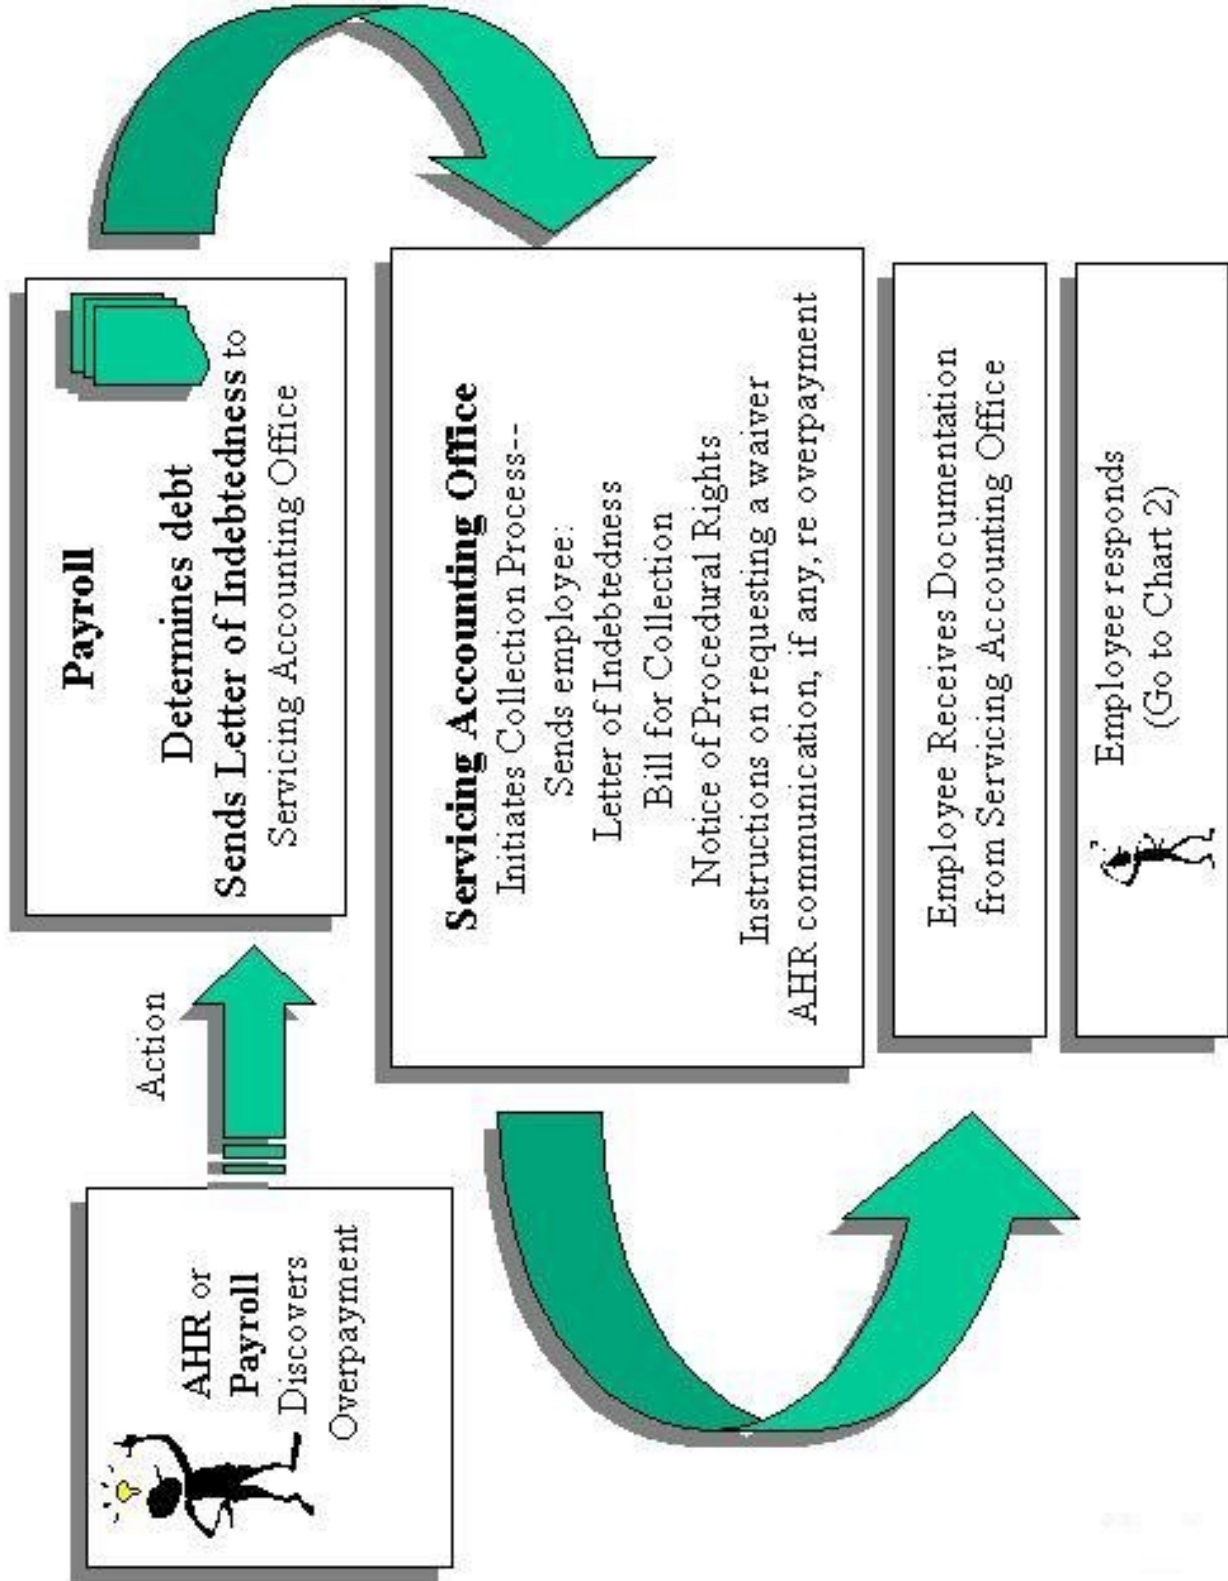 AHR or
Payroll
Discovers
Overpayment
Action
Payroll
Determines debt
Sends Letter of Indebtedness to
Servicing Accounting Office
Servicing Accounting Office
Initiates Collection Process--
Sends employee:
Letter of Indebtedness
Bill for Collection
Notice of Procedural Rights
Instructions on requesting a waiver
AHR communication, if any, re overpayment
Employee Receives Documentation
from Servicing Accounting Office
Employee responds
(Go to Chart 2)